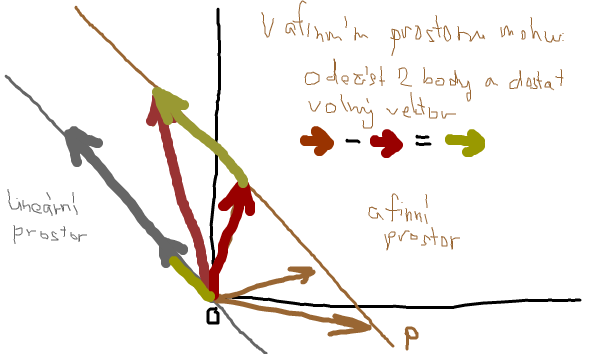 V afinním prostoru mohu:
odečíst 2 body a dostat
volný vektor
- =
lineární
prostor
afinní
prostor
0
P